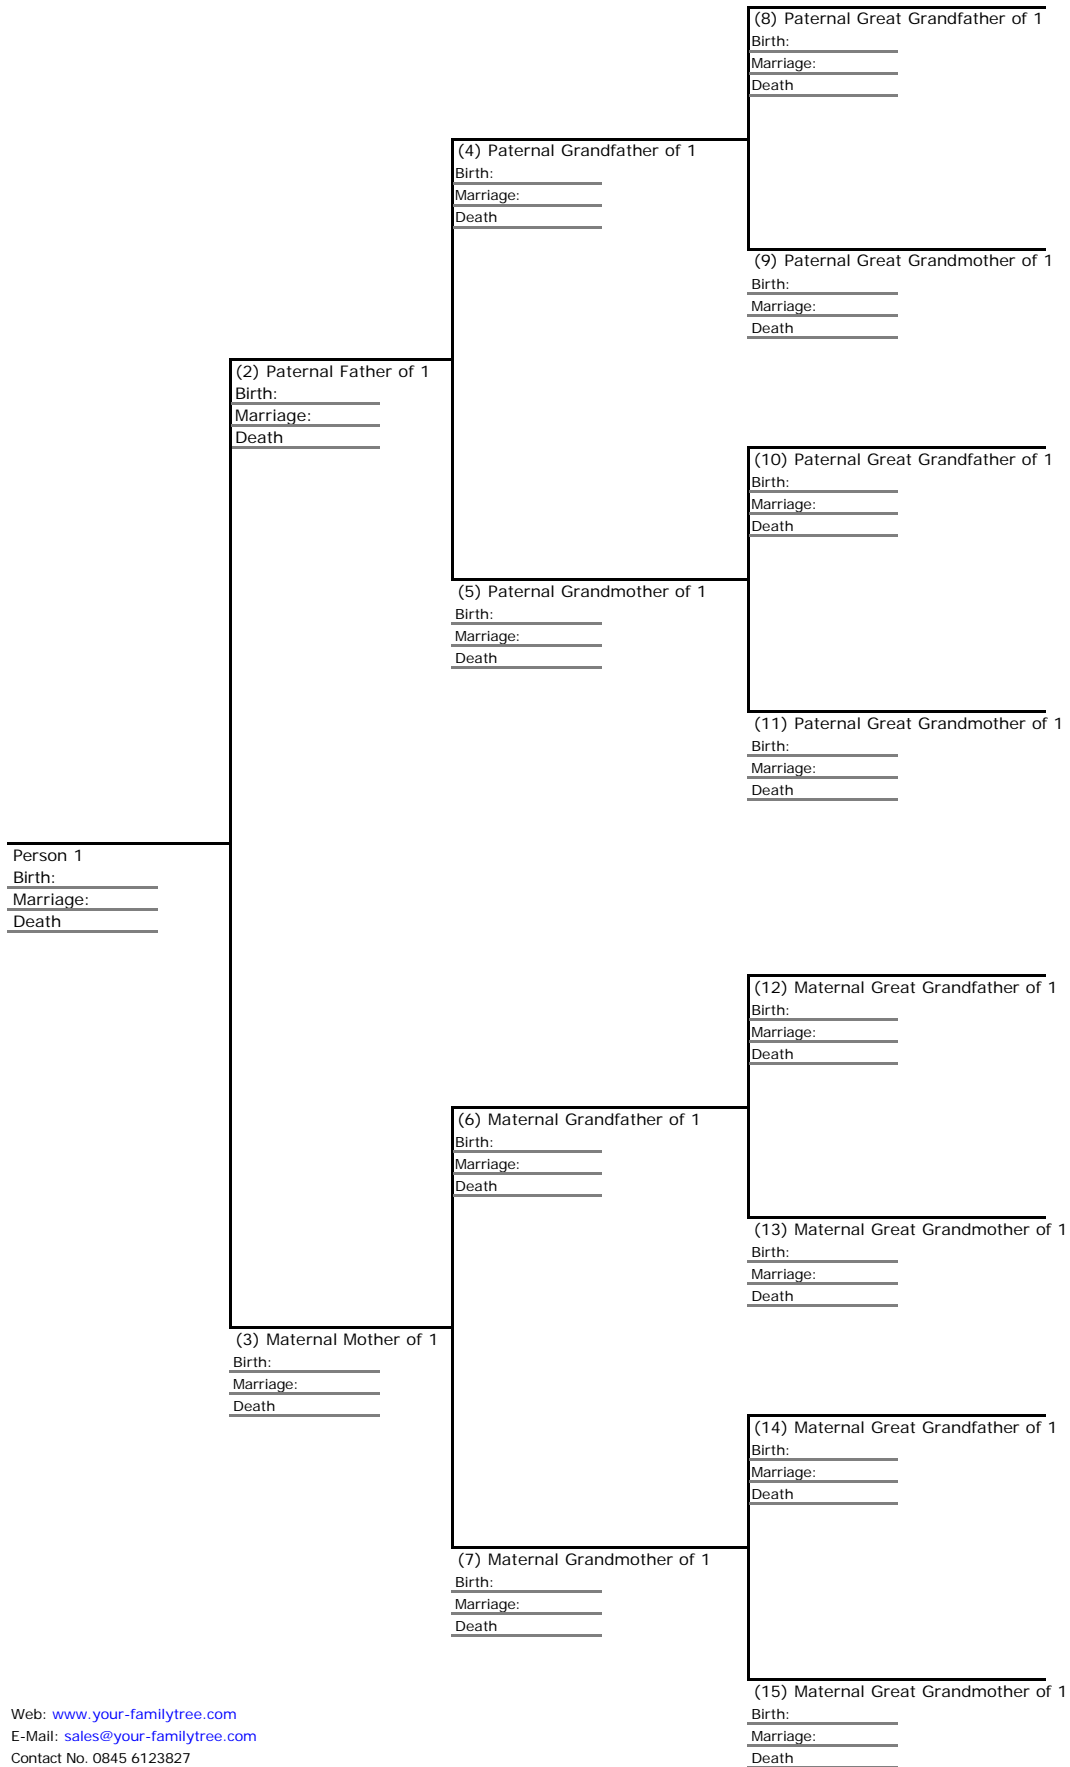 (8) Paternal Great Grandfather of 1
Birth:
Marriage:
Death
(4) Paternal Grandfather of 1
Birth:
Marriage:
Death
(9) Paternal Great Grandmother of 1
Birth:
Marriage:
Death
(2) Paternal Father of 1
Birth:
Marriage:
Death
(10) Paternal Great Grandfather of 1
Birth:
Marriage:
Death
(5) Paternal Grandmother of 1
Birth:
Marriage:
Death
(11) Paternal Great Grandmother of 1
Birth:
Marriage:
Death
Person 1
Birth:
Marriage:
Death
(12) Maternal Great Grandfather of 1
Birth:
Marriage:
Death
(6) Maternal Grandfather of 1
Birth:
Marriage:
Death
(13) Maternal Great Grandmother of 1
Birth:
Marriage:
Death
(3) Maternal Mother of 1
Birth:
Marriage:
Death
(14) Maternal Great Grandfather of 1
Birth:
Marriage:
Death
(7) Maternal Grandmother of 1
Birth:
Marriage:
Death
(15) Maternal Great Grandmother of 1
Birth:
Marriage:
Death
Web: www.your-familytree.com
E-Mail: sales@your-familytree.com
Contact No. 0845 6123827